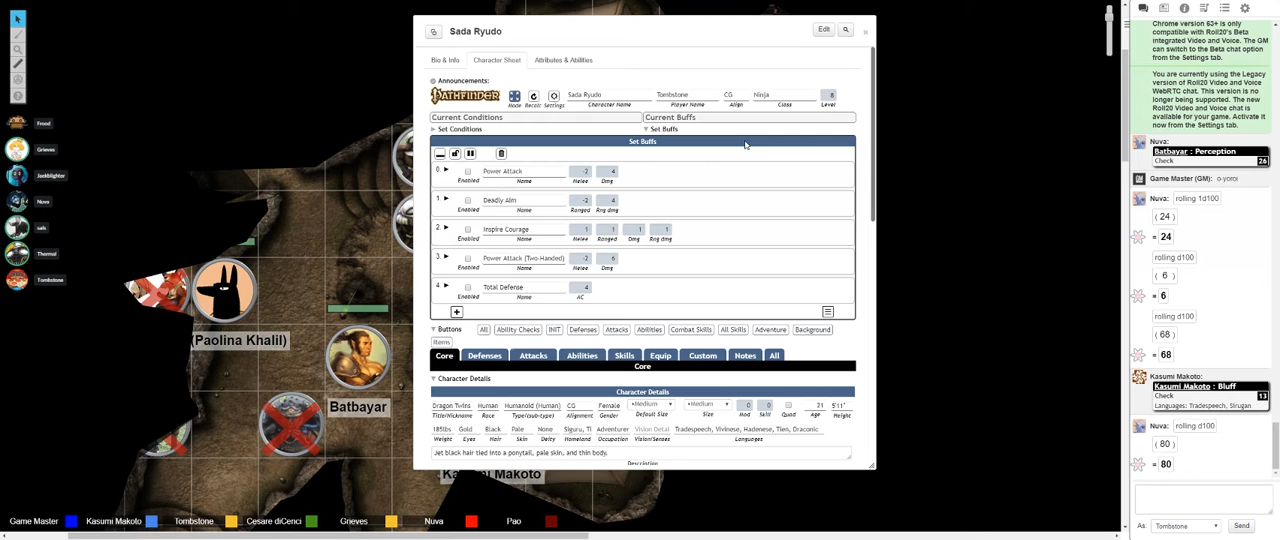 Sada Ryudo
Edit
Bio & Info
Character Sheet
Attributes & Abilities
Announcements:
PATHFINDER
Mode
Recalc
Settings
Sada Ryudo
Tombstone
CG
Ninja
8
Character Name
Player Name
Align
Class
Level
Current Conditions
Current Buffs
Set Conditions
Set Buffs
Set Buffs
0. Power Attack -2 4
Enabled Name Melee Dmg
1 Deadly Aim -2 4
Enabled Name Ranged Rng dmg
2. Inspire Courage 1 1 1 1
Enabled Name Melee Ranged Dmg Rng dmg
3. Power Attack (Two-Handed) -2 6
Enabled Name Melee Dmg
4. Total Defense 4
Enabled Name AC
Buttons All Ability Checks INIT Defenses Attacks Abilities Combat Skills All Skills Adventure Background
Items
Core Defenses Attacks Abilities Skills Equip Custom Notes All
Core
Character Details
Character Details
Dragon Twins Human Humanoid (Human) CG Female •Medium •Medium 0 0 21 5'11"
Title/Nickname Race Type(sub-type) Alignment Gender Default Size Size Mod Skill Quad Age Height
185lbs Gold Black Pale None Siguru, Ti Adventurer Vision Detai Tradespeech, Vivinese, Hadenese, Tien, Draconic
Weight Eyes Hair Skin Deity Homeland Occupation Vision/Senses Languages
Jet black hair tied into a ponytail, pale skin, and thin body.
Description
Frood
Grieves
Jackblighter
Nuva
sals
Thermal
Tombstone
(Paolina Khalil)
Batbayar
Kasumi Makoto
Game Master
Kasumi Makoto
Tombstone
Cesare diCenci
Grieves
Nuva
Pao
Chrome version 63+ is only
compatible with Roll20's Beta
integrated Video and Voice. The GM
can switch to the Beta chat option
from the Settings tab.
You are currently using the Legacy
version of Roll20 Video and Voice
WebRTC chat. This version is no
longer being supported. The new
Roll20 Video and Voice chat is
available for your game. Activate it
now from the Settings tab.
Nuva:
Batbayar : Perception
Check 26
Game Master (GM): o-yoroi
Nuva: rolling 1d100
( 24 )
= 24
rolling d100
( 6 )
= 6
rolling d100
( 68 )
= 68
Kasumi Makoto:
Kasumi Makoto : Bluff
Check 13
Languages: Tradespeech, Sirugan
Nuva: rolling d100
( 80 )
= 80
As: Tombstone
Send